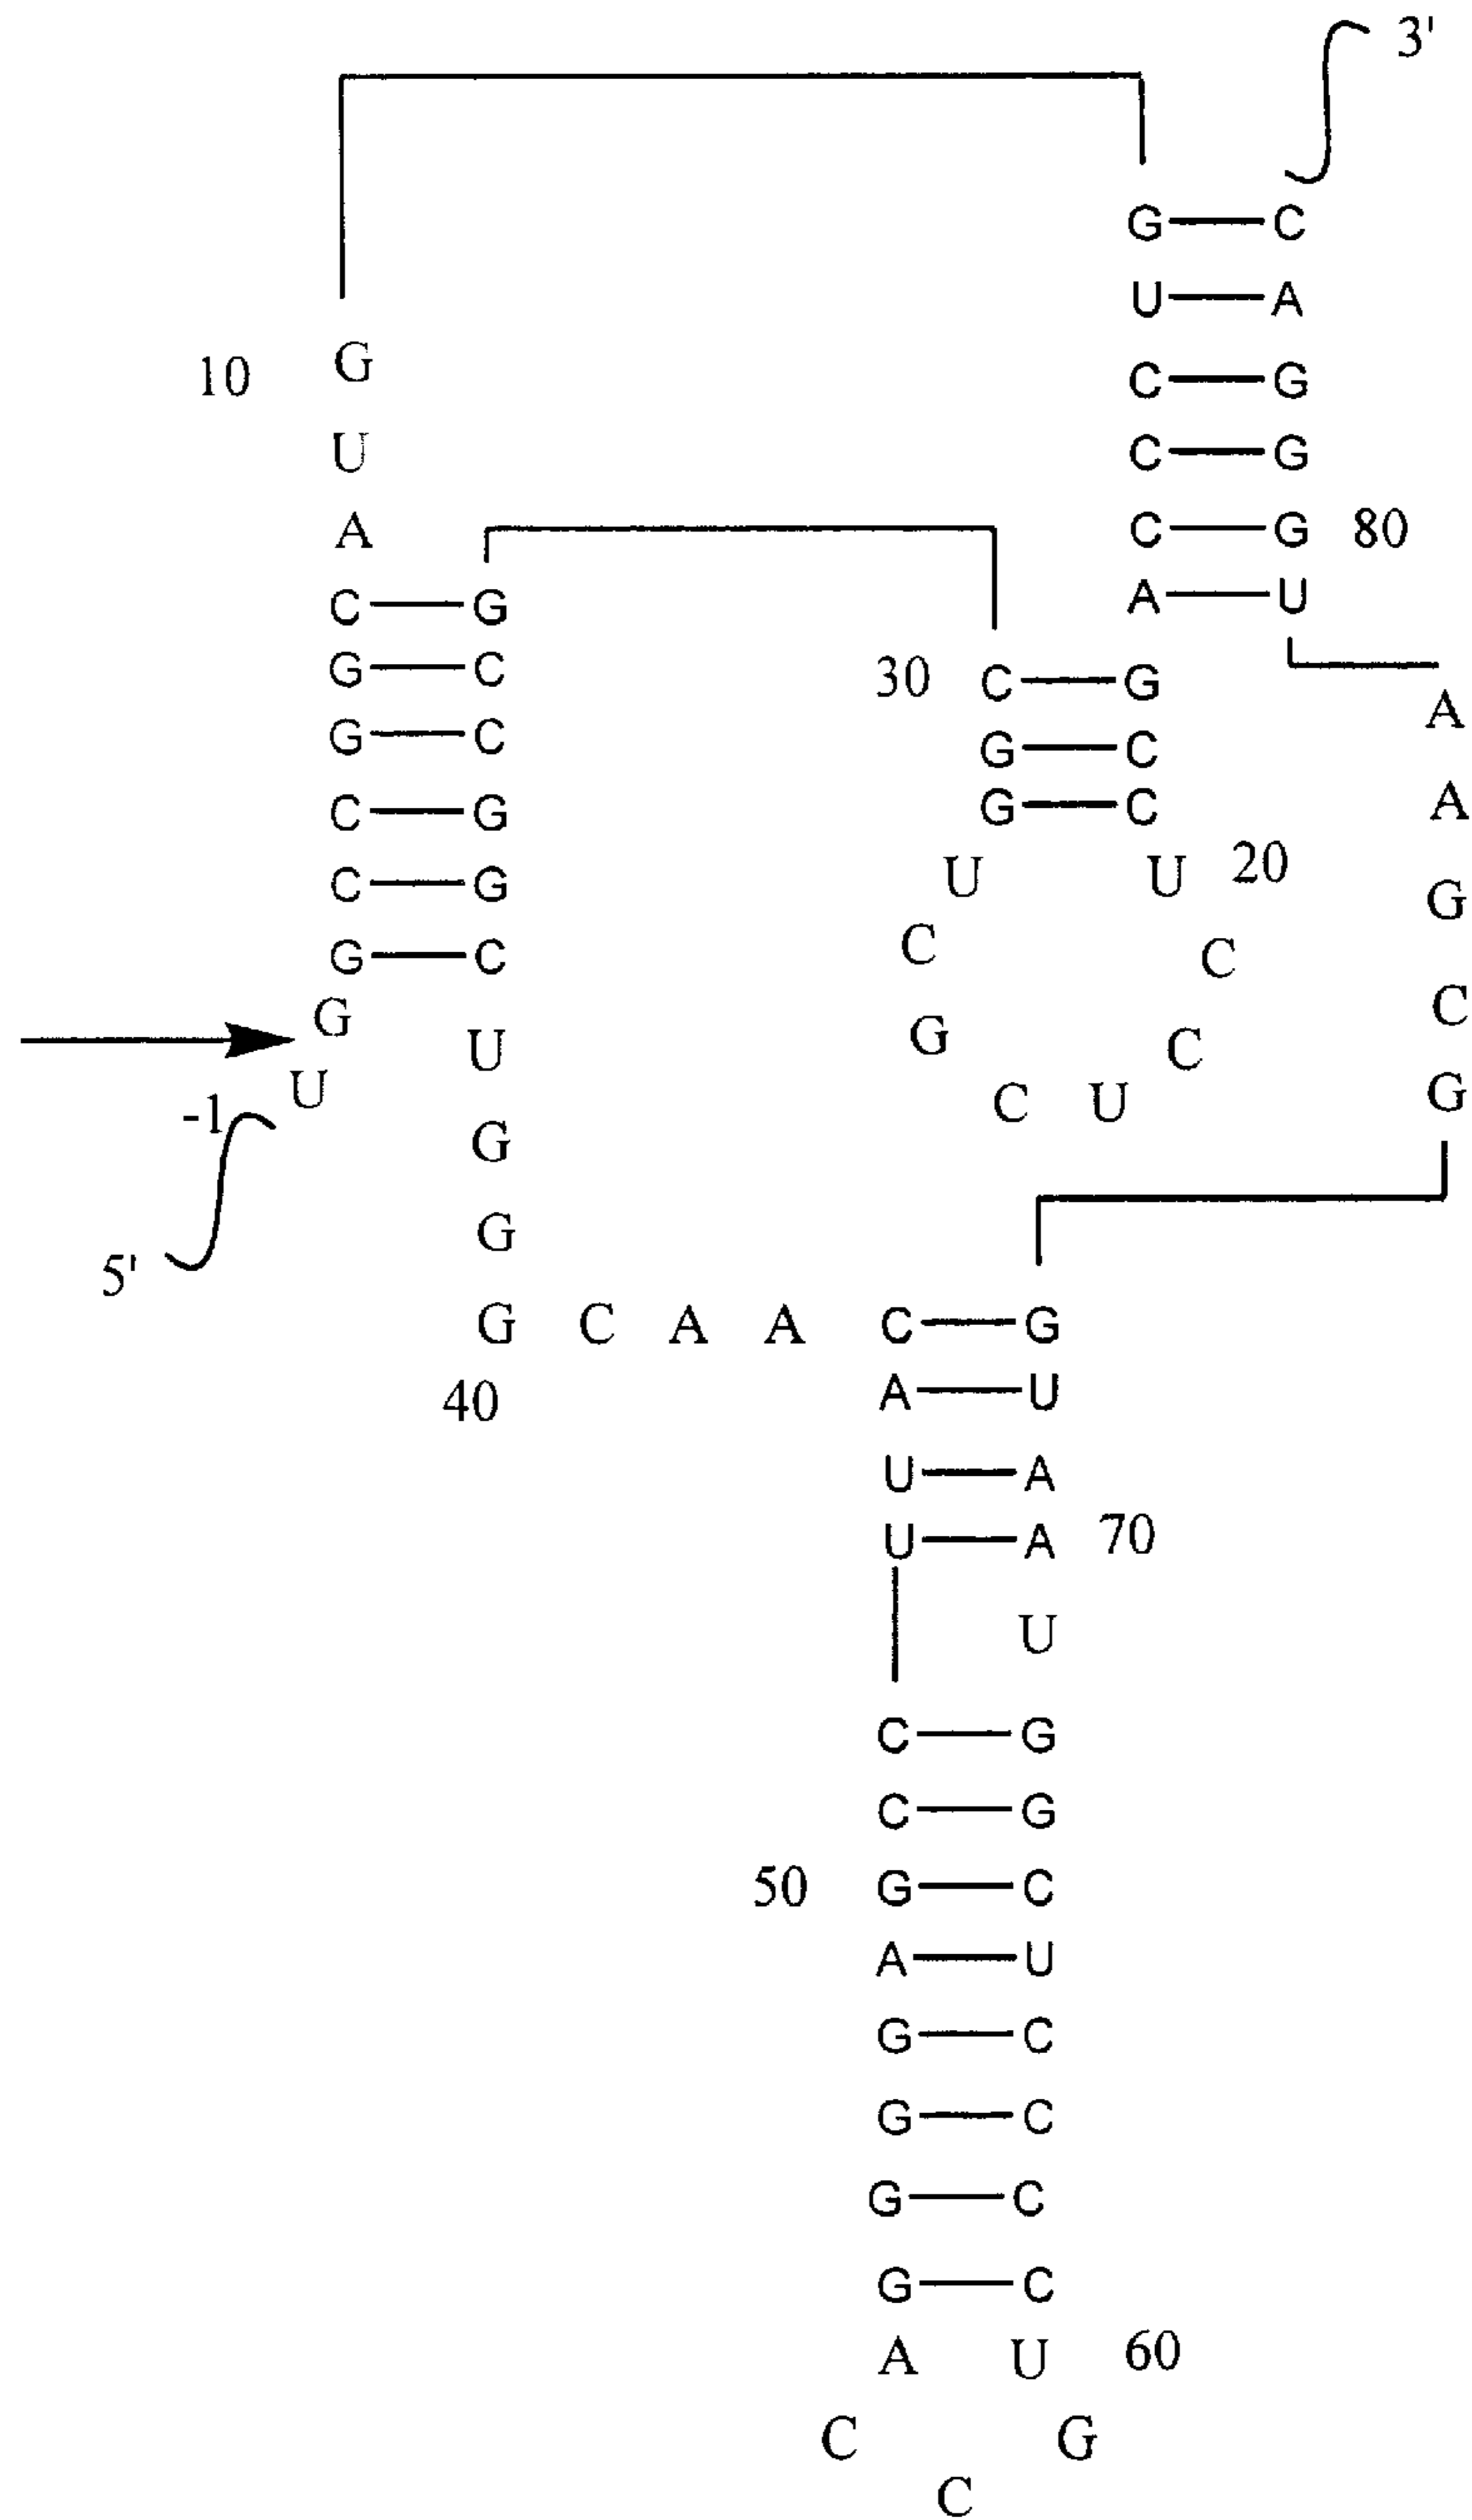 3'
G C
U A
10 G C G
U C G
A C G 80
C G A U
G C 30 C G A
G C G C A
C G G C
C G U U 20 G
G C C C
G G C C
U C U G
-1 U
G
5' G
G C A A C G
40 A U
U A
U A 70
U
C G
C G
50 G C
A U
G C
G C
G C
G C
A U 60
C G
C